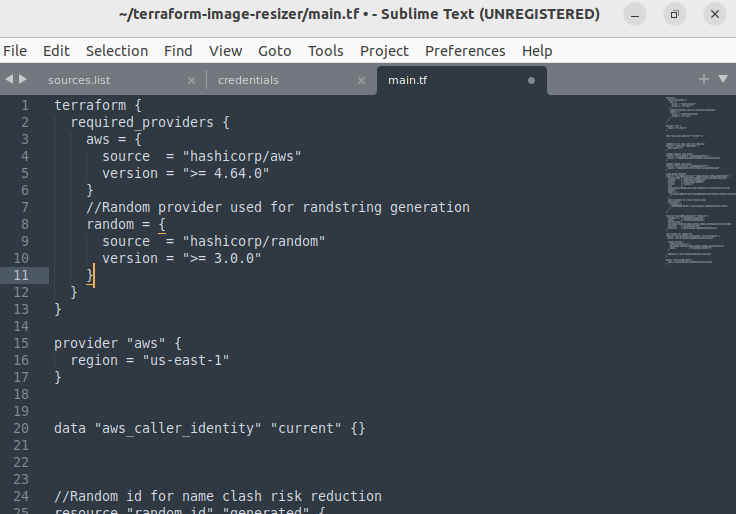 ~/terraform-image-resizer/main.tf • - Sublime Text (UNREGISTERED)
File Edit Selection Find View Goto Tools Project Preferences Help
sources.list × credentials × main.tf
1 terraform {
2 required_providers {
3 aws = {
4 source  = "hashicorp/aws"
5 version = ">= 4.64.0"
6 }
7 //Random provider used for randstring generation
8 random = {
9 source  = "hashicorp/random"
10 version = ">= 3.0.0"
11 }
12 }
13 }
14
15 provider "aws" {
16 region = "us-east-1"
17 }
18
19
20 data "aws_caller_identity" "current" {}
21
22
23
24 //Random id for name clash risk reduction
25 resource "random_id" "generated" {